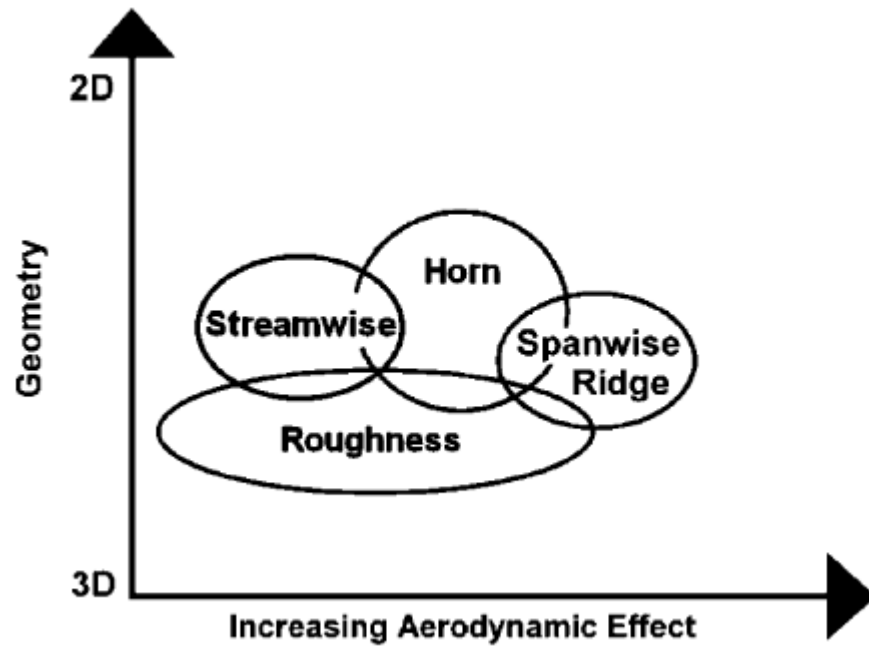 2D
Geometry
Horn
Streamwise
Spanwise
Ridge
Roughness
3D
Increasing Aerodynamic Effect